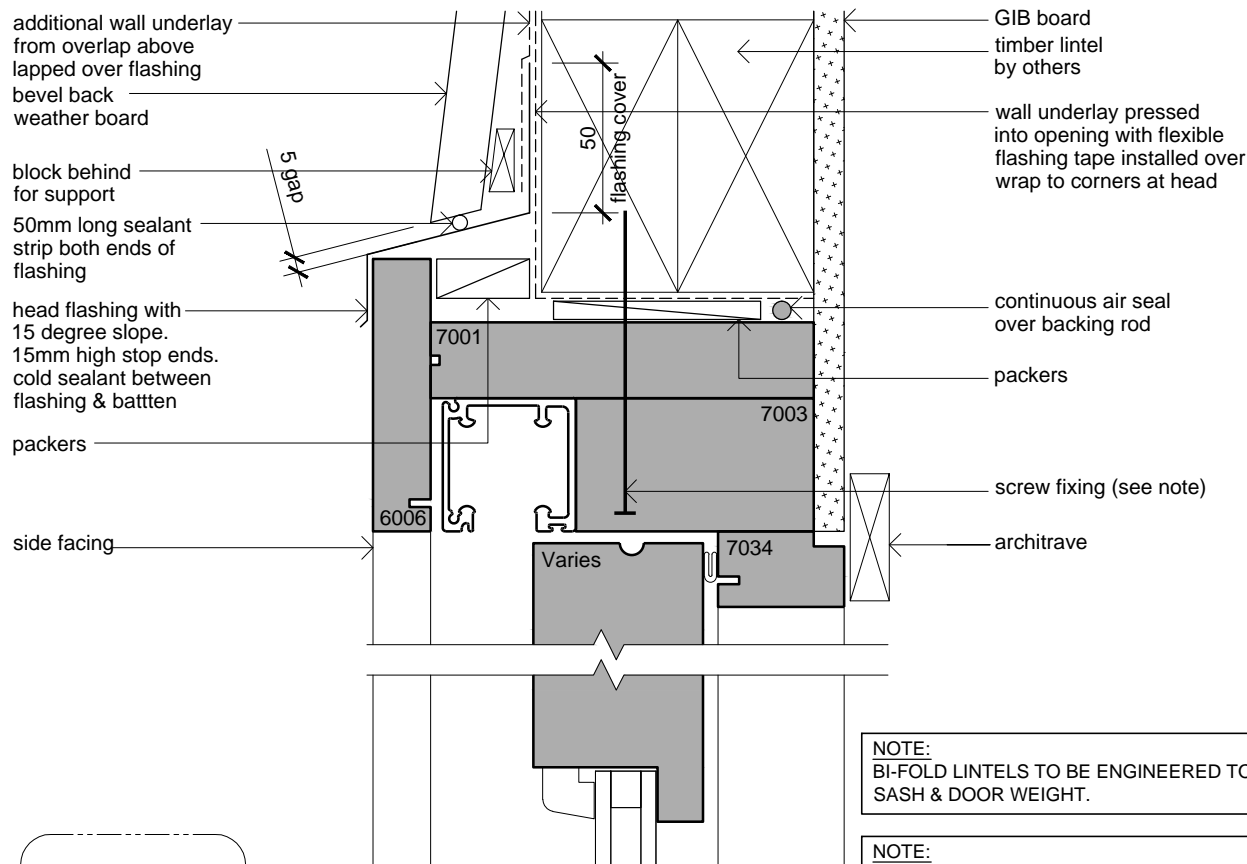 additional wall underlay
from overlap above
lapped over flashing
bevel back
weather board
block behind
for support
50mm long sealant
strip both ends of
flashing
head flashing with
15 degree slope.
15mm high stop ends.
cold sealant between
flashing & battten
packers
side facing
5 gap
50
flashing cover
7001
7003
6006
7034
Varies
GIB board
timber lintel
by others
wall underlay pressed
into opening with flexible
flashing tape installed over
wrap to corners at head
continuous air seal
over backing rod
packers
screw fixing (see note)
architrave
NOTE:
BI-FOLD LINTELS TO BE ENGINEERED TO
SASH & DOOR WEIGHT.
NOTE: